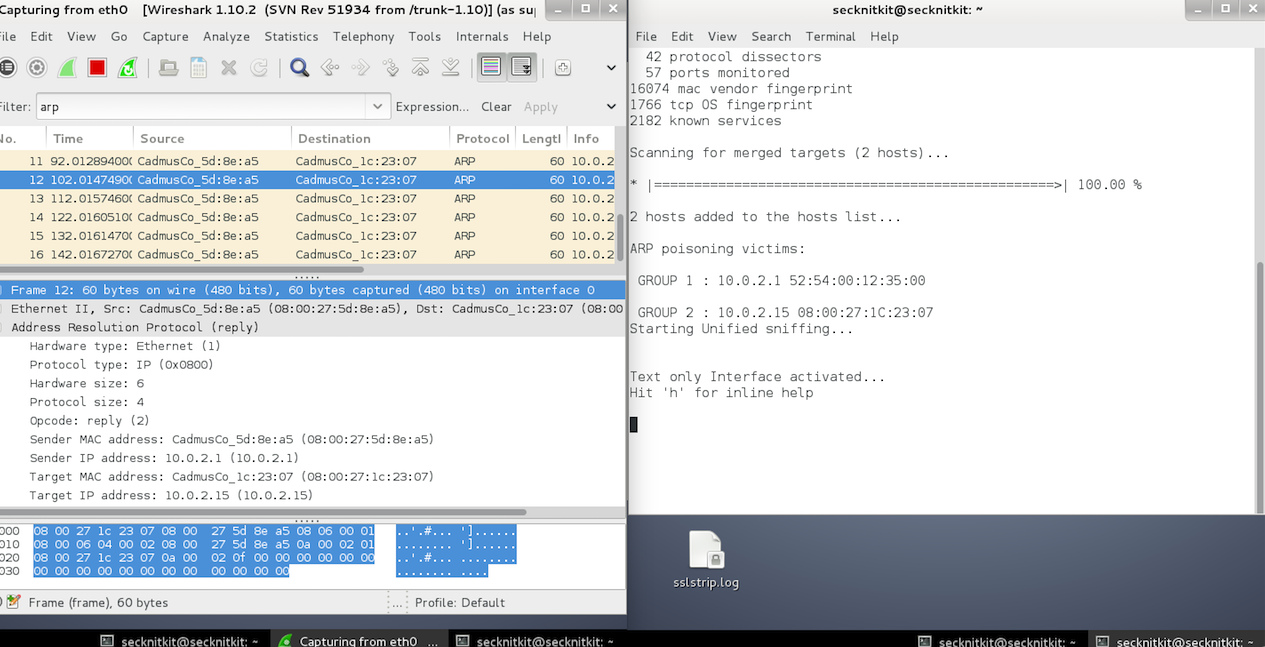 Capturing from eth0 [Wireshark 1.10.2 (SVN Rev 51934 from /trunk-1.10)] (as su
File Edit View Go Capture Analyze Statistics Telephony Tools Internals Help
Filter: arp Expression... Clear Apply
No. Time Source Destination Protocol Lengtl Info
11 92.012894000 CadmusCo_5d:8e:a5 CadmusCo_1c:23:07 ARP 60 10.0.2
12 102.01474900 CadmusCo_5d:8e:a5 CadmusCo_1c:23:07 ARP 60 10.0.2
13 112.01574600 CadmusCo_5d:8e:a5 CadmusCo_1c:23:07 ARP 60 10.0.2
14 122.01605100 CadmusCo_5d:8e:a5 CadmusCo_1c:23:07 ARP 60 10.0.2
15 132.01614700 CadmusCo_5d:8e:a5 CadmusCo_1c:23:07 ARP 60 10.0.2
16 142.01672700 CadmusCo_5d:8e:a5 CadmusCo_1c:23:07 ARP 60 10.0.2
Frame 12: 60 bytes on wire (480 bits), 60 bytes captured (480 bits) on interface 0
Ethernet II, Src: CadmusCo_5d:8e:a5 (08:00:27:5d:8e:a5), Dst: CadmusCo_1c:23:07 (08:00
Address Resolution Protocol (reply)
Hardware type: Ethernet (1)
Protocol type: IP (0x0800)
Hardware size: 6
Protocol size: 4
Opcode: reply (2)
Sender MAC address: CadmusCo_5d:8e:a5 (08:00:27:5d:8e:a5)
Sender IP address: 10.0.2.1 (10.0.2.1)
Target MAC address: CadmusCo_1c:23:07 (08:00:27:1c:23:07)
Target IP address: 10.0.2.15 (10.0.2.15)
000 08 00 27 1c 23 07 08 00 27 5d 8e a5 08 06 00 01 ..'.#... ']......
010 08 00 06 04 00 02 08 00 27 5d 8e a5 0a 00 02 01 ........ ']......
020 08 00 27 1c 23 07 0a 00 02 0f 00 00 00 00 00 00 ..'.#... ........
030 00 00 00 00 00 00 00 00 00 00 00 00 ........ ....
Frame (frame), 60 bytes ... Profile: Default
secknitkit@secknitkit: ~
File Edit View Search Terminal Help
42 protocol dissectors
57 ports monitored
16074 mac vendor fingerprint
1766 tcp OS fingerprint
2182 known services
Scanning for merged targets (2 hosts)...
* |==================================================>| 100.00 %
2 hosts added to the hosts list...
ARP poisoning victims:
GROUP 1 : 10.0.2.1 52:54:00:12:35:00
GROUP 2 : 10.0.2.15 08:00:27:1C:23:07
Starting Unified sniffing...
Text only Interface activated...
Hit 'h' for inline help
sslstrip.log
secknitkit@secknitkit: ~ Capturing from eth0 ... secknitkit@secknitkit: ~ secknitkit@secknitkit: ~ secknitkit@secknitkit: ~